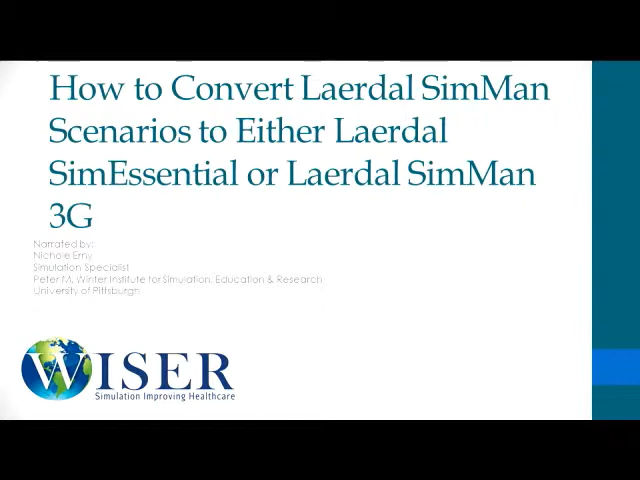 How to Convert Laerdal SimMan
Scenarios to Either Laerdal
SimEssential or Laerdal SimMan
3G
Narrated by:
Nichole Erny
Simulation Specialist
Peter M. Winter Institute for Simulation, Education & Research
University of Pittsburgh
WISER
Simulation Improving Healthcare